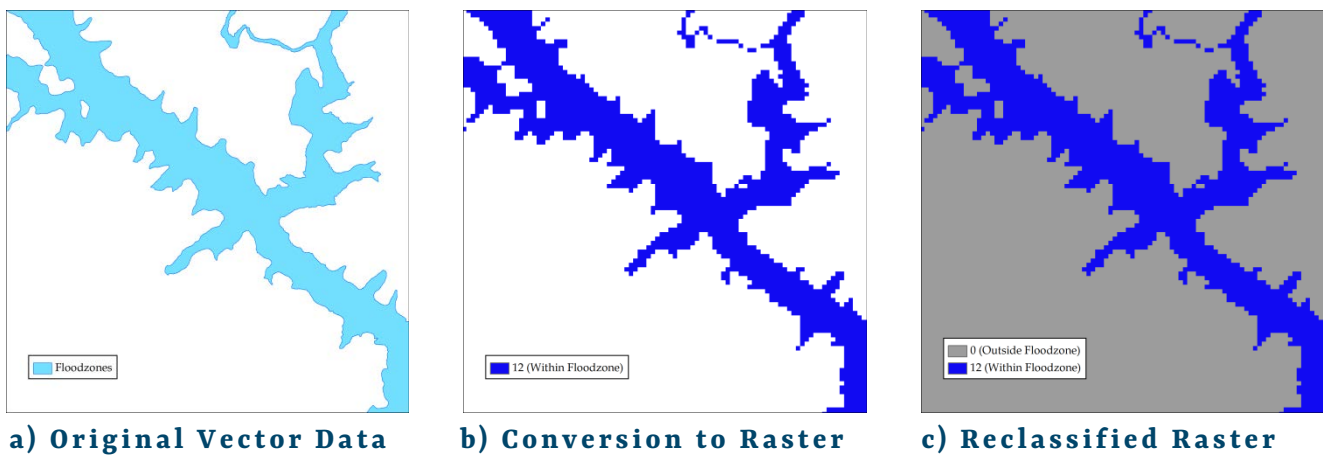 Floodzones
12 (Within Floodzone)
0 (Outside Floodzone)
12 (Within Floodzone)
a) Original Vector Data
b) Conversion to Raster
c) Reclassified Raster